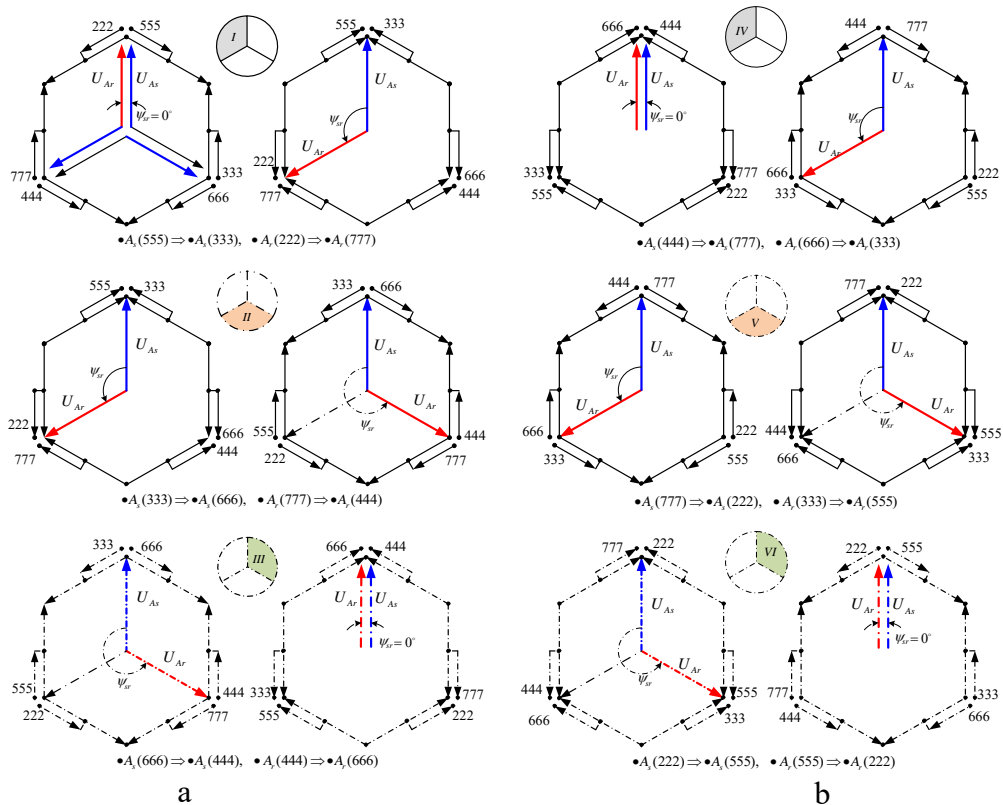 222 555
I
U_Ar U_As
ψ_sr = 0°
777 333
444 666
555 333
U_As
ψ_sr
U_Ar
222 666
777 444
•A_s(555) ⇒ •A_s(333), •A_r(222) ⇒ •A_r(777)
555 333
II
U_As
ψ_sr
U_Ar
222 666
777 444
333 666
U_As
U_Ar
ψ_sr
555 444
222 777
•A_s(333) ⇒ •A_s(666), •A_r(777) ⇒ •A_r(444)
333 666
III
U_As
U_Ar
ψ_sr
555 444
222 777
666 444
U_Ar U_As
ψ_sr = 0°
333 777
555 222
•A_s(666) ⇒ •A_s(444), •A_r(444) ⇒ •A_r(666)
a
666 444
IV
U_Ar U_As
ψ_sr = 0°
333 777
555 222
444 777
U_As
ψ_sr
U_Ar
666 222
333 555
•A_s(444) ⇒ •A_s(777), •A_r(666) ⇒ •A_r(333)
444 777
V
U_As
ψ_sr
U_Ar
666 222
333 555
777 222
U_As
U_Ar
ψ_sr
444 555
666 333
•A_s(777) ⇒ •A_s(222), •A_r(333) ⇒ •A_r(555)
777 222
VI
U_As
U_Ar
ψ_sr
444 555
666 333
222 555
U_Ar U_As
ψ_sr = 0°
777 333
444 666
•A_s(222) ⇒ •A_s(555), •A_r(555) ⇒ •A_r(222)
b